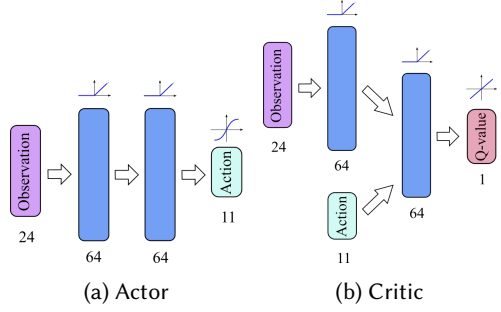 Observation
24
64
64
Action
11
(a) Actor
Observation
24
64
Action
11
64
Q-value
1
(b) Critic